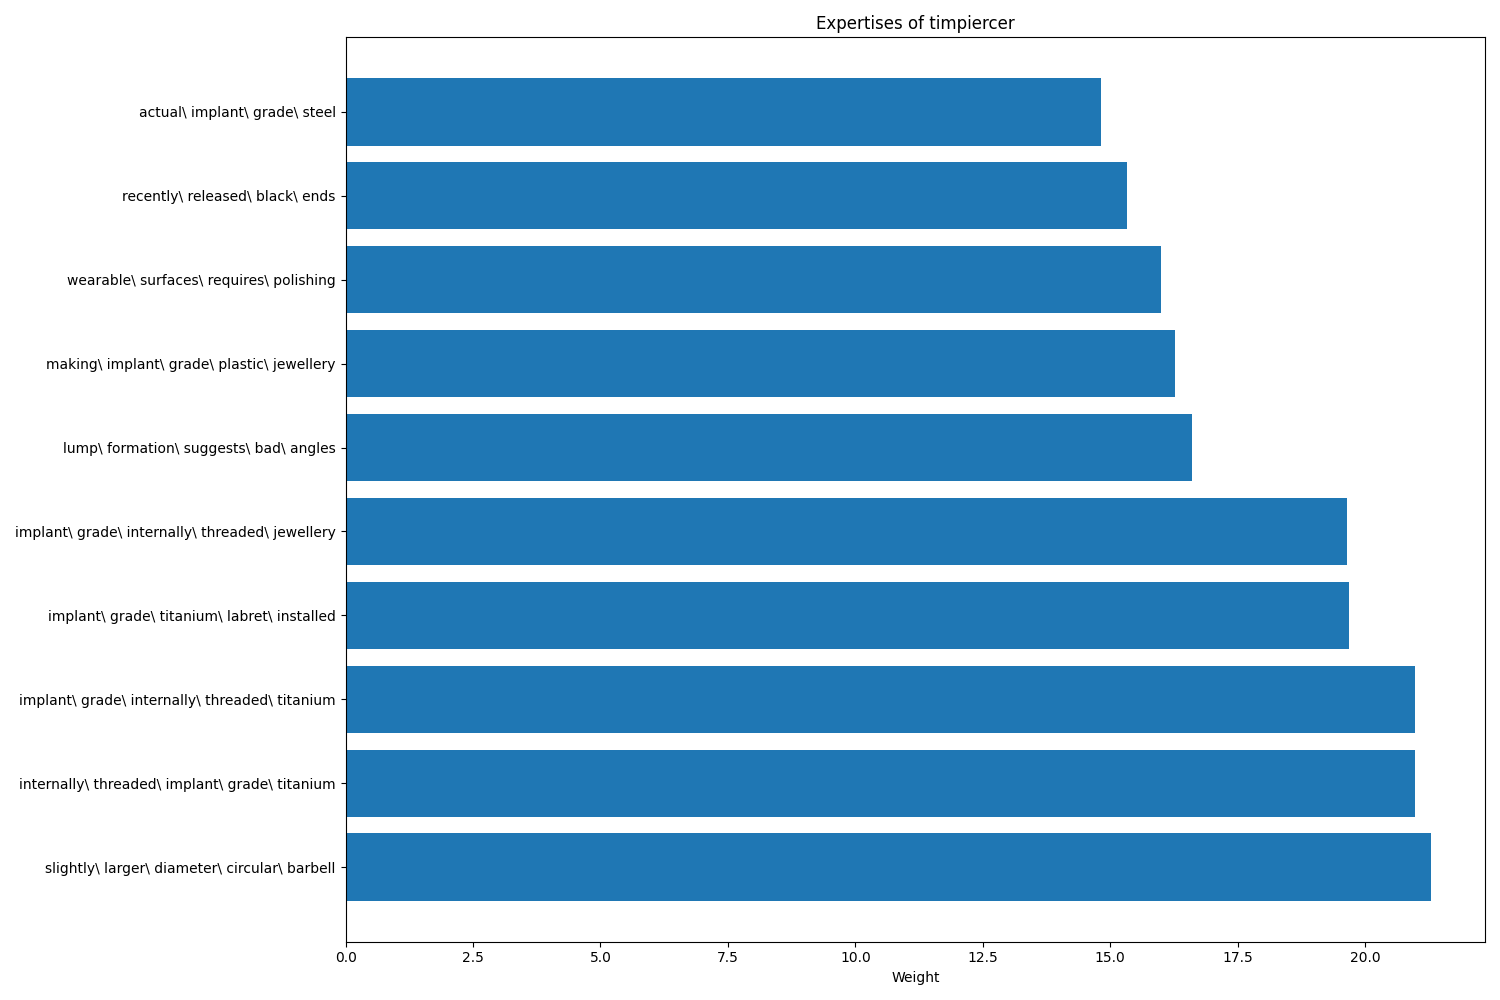 Expertises of timpiercer
actual\ implant\ grade\ steel
recently\ released\ black\ ends
wearable\ surfaces\ requires\ polishing
making\ implant\ grade\ plastic\ jewellery
lump\ formation\ suggests\ bad\ angles
implant\ grade\ internally\ threaded\ jewellery
implant\ grade\ titanium\ labret\ installed
implant\ grade\ internally\ threaded\ titanium
internally\ threaded\ implant\ grade\ titanium
slightly\ larger\ diameter\ circular\ barbell
0.0 2.5 5.0 7.5 10.0 12.5 15.0 17.5 20.0
Weight